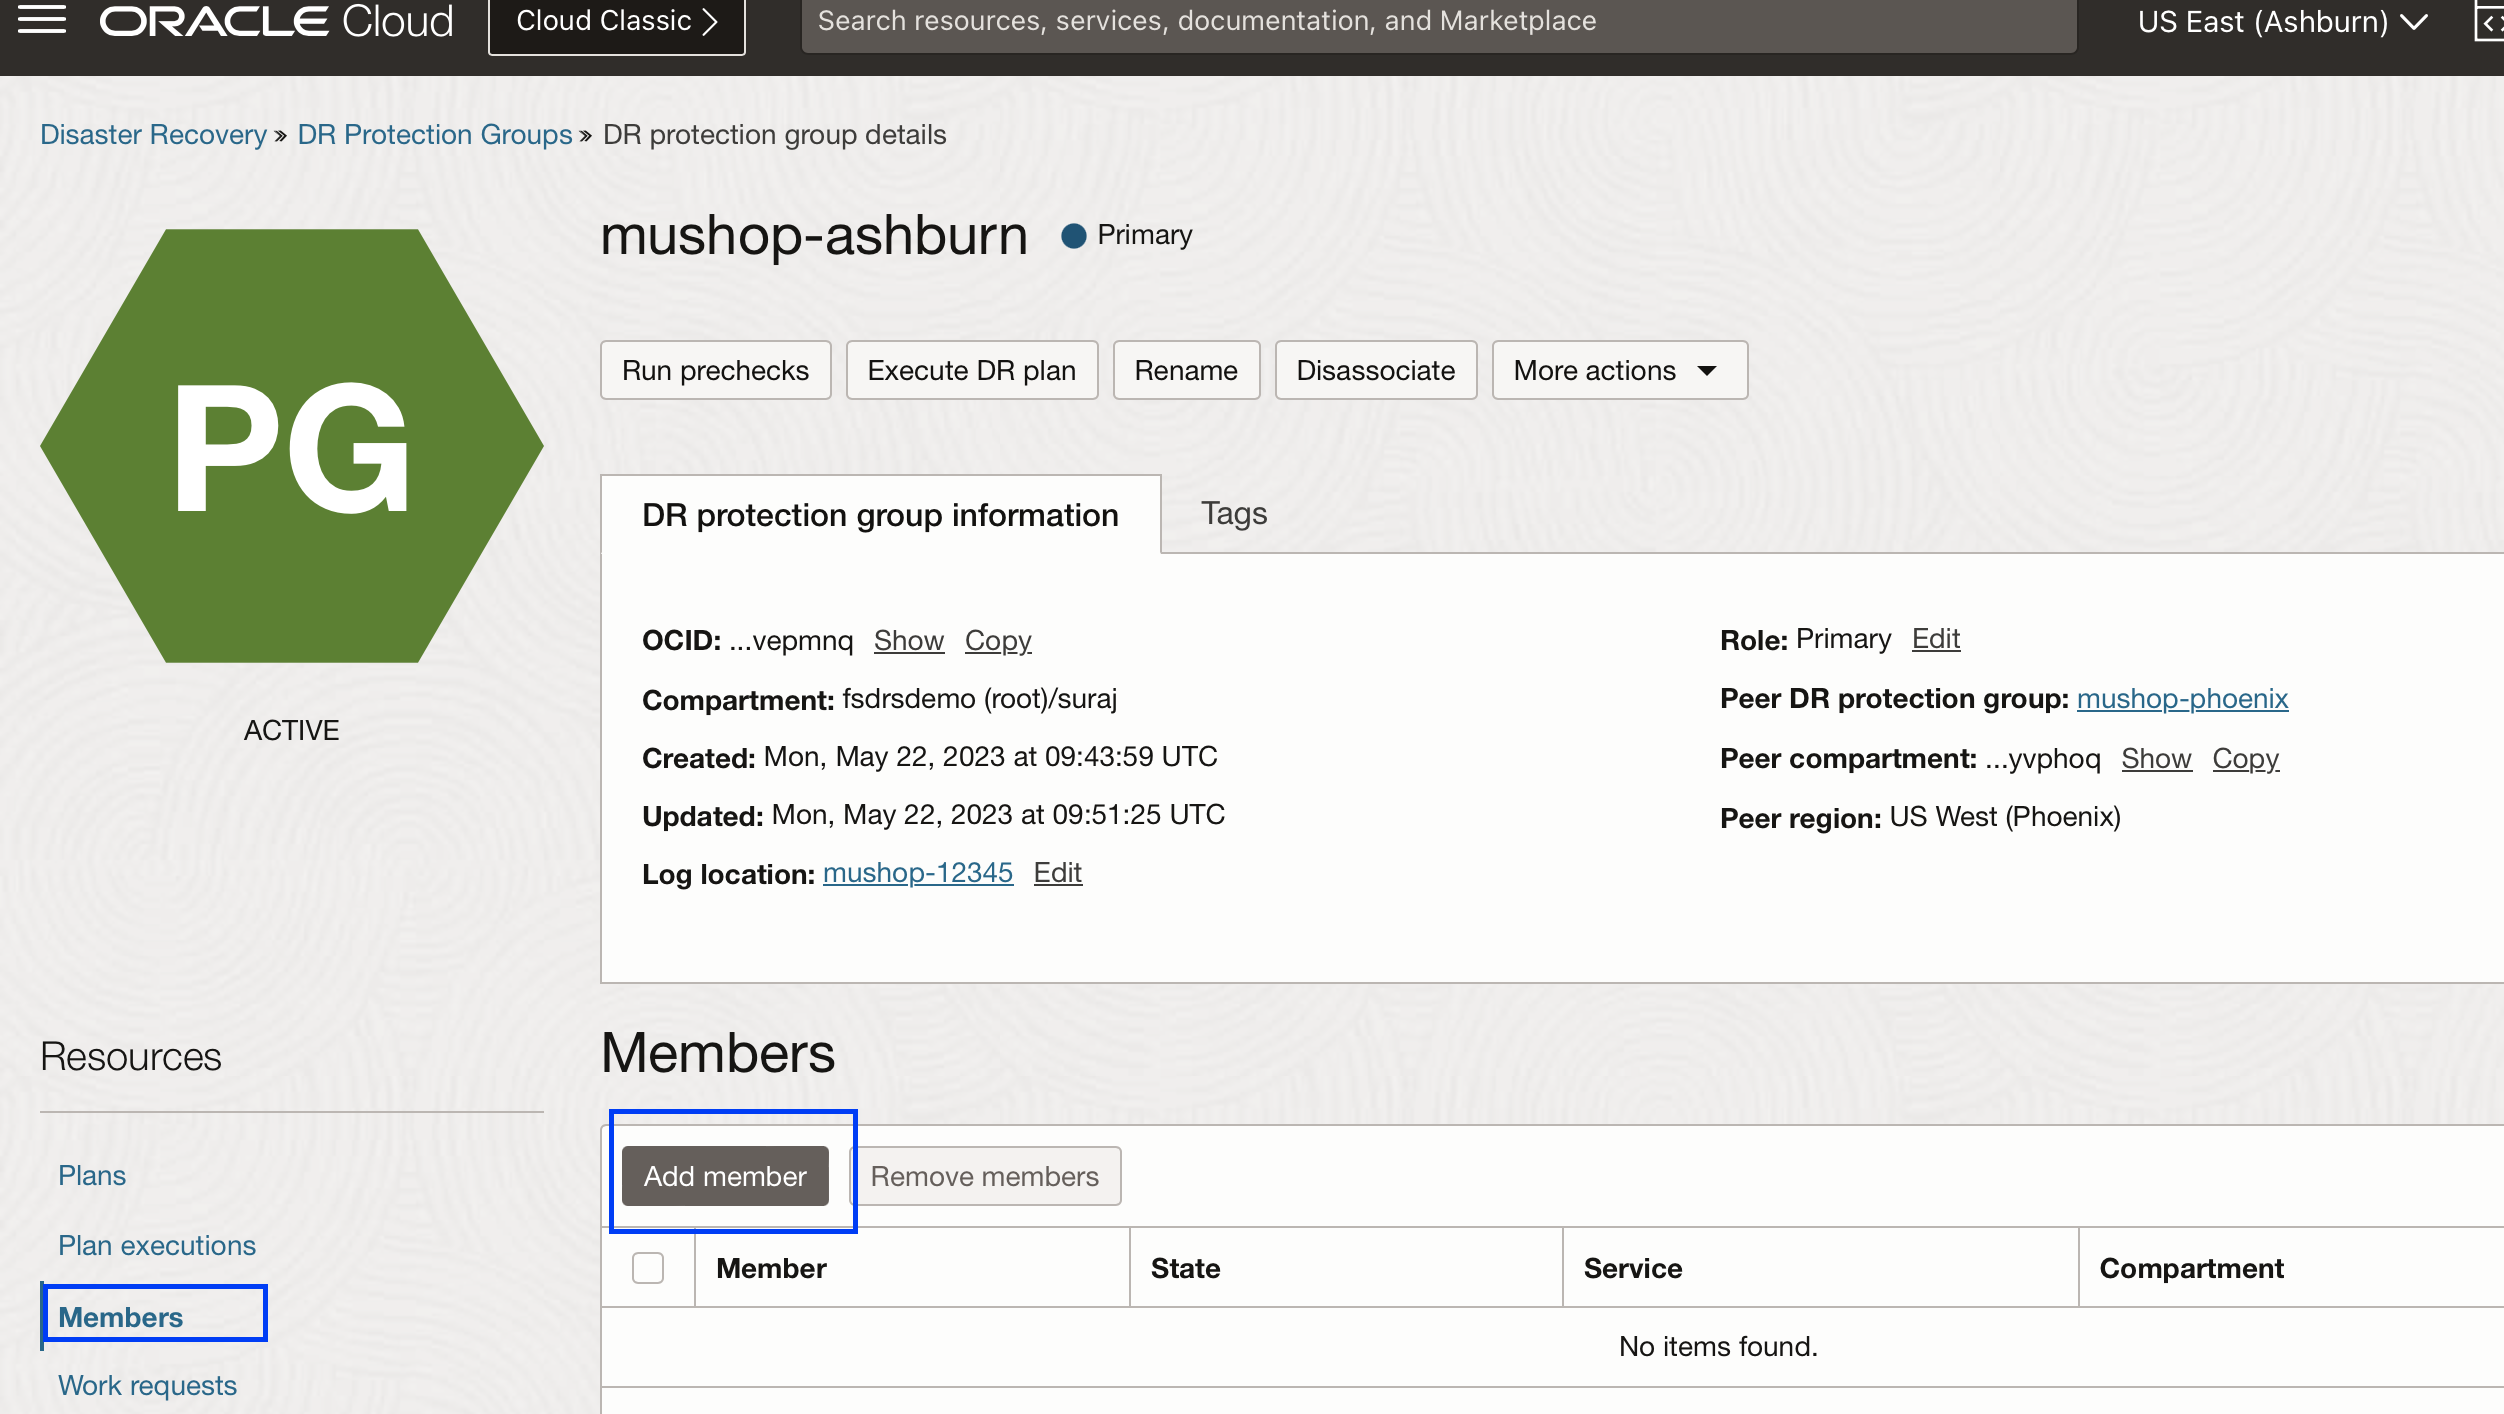 ORACLE Cloud
Cloud Classic
Search resources, services, documentation, and Marketplace
US East (Ashburn)
Disaster Recovery » DR Protection Groups » DR protection group details
PG
ACTIVE
mushop-ashburn Primary
Run prechecks Execute DR plan Rename Disassociate More actions
DR protection group information Tags
OCID: ...vepmnq Show Copy
Compartment: fsdrsdemo (root)/suraj
Created: Mon, May 22, 2023 at 09:43:59 UTC
Updated: Mon, May 22, 2023 at 09:51:25 UTC
Log location: mushop-12345 Edit
Role: Primary Edit
Peer DR protection group: mushop-phoenix
Peer compartment: ...yvphoq Show Copy
Peer region: US West (Phoenix)
Resources
Plans
Plan executions
Members
Work requests
Members
Add member Remove members
Member State Service Compartment
No items found.